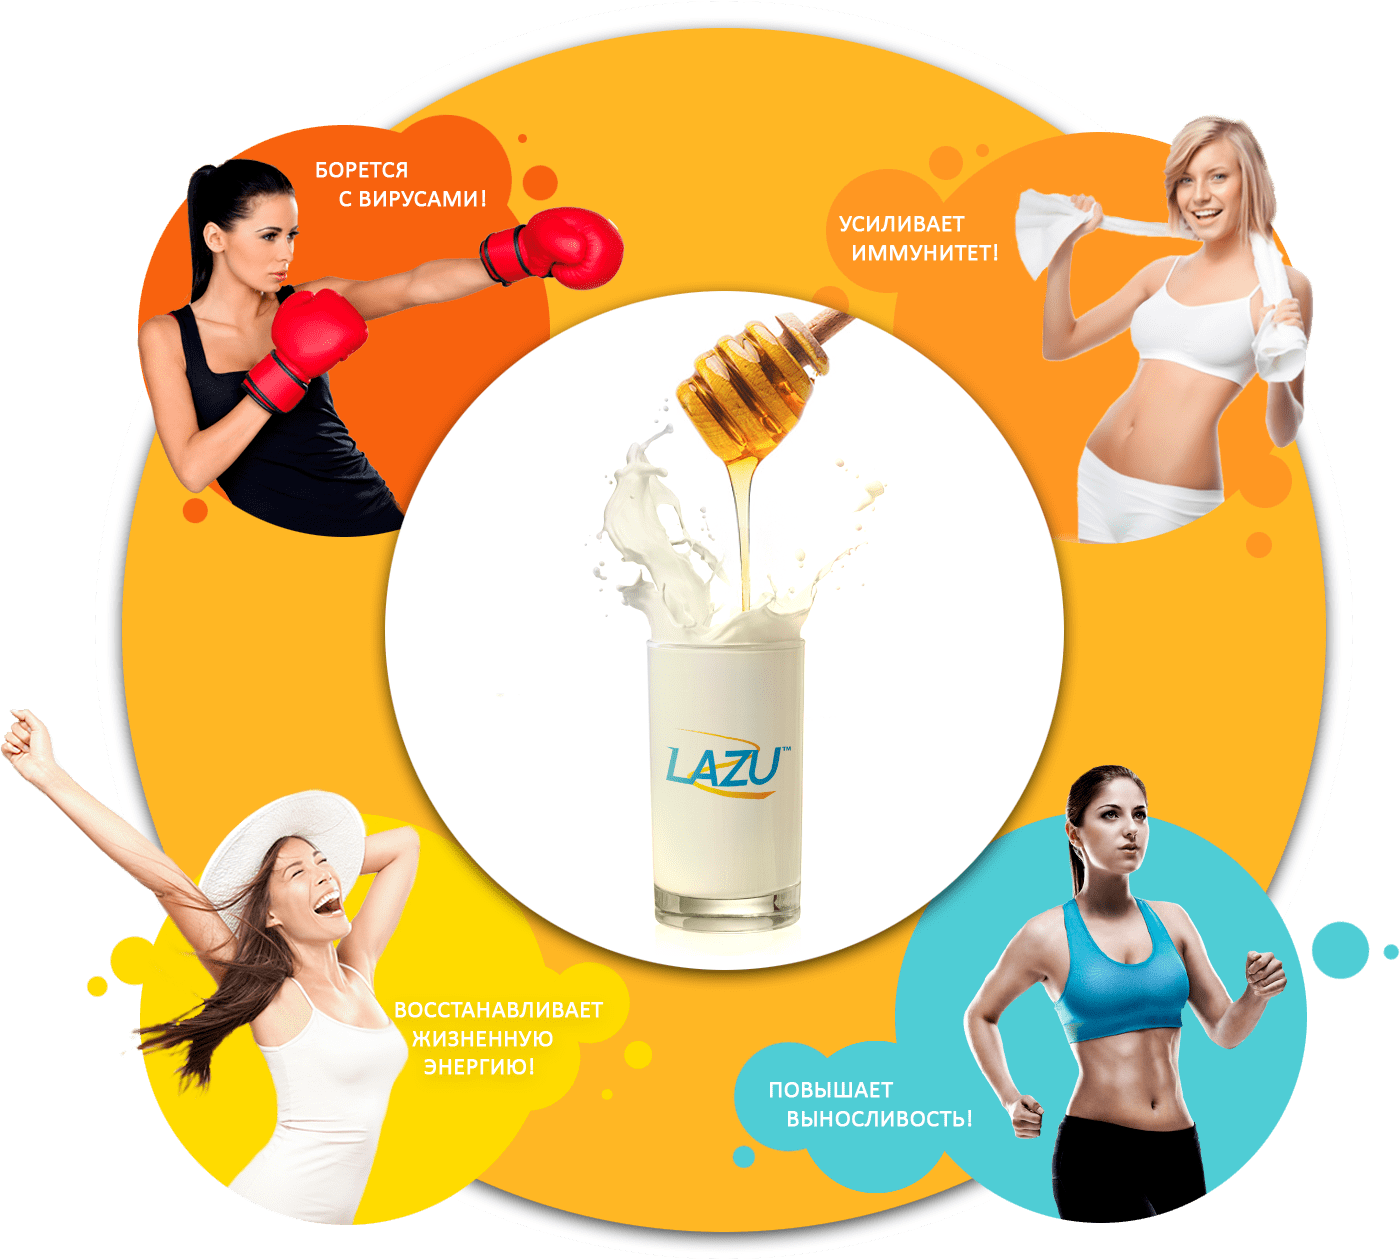 БОРЕТСЯ
С ВИРУСАМИ!
УСИЛИВАЕТ
ИММУНИТЕТ!
LAZU™
ВОССТАНАВЛИВАЕТ
ЖИЗНЕННУЮ
ЭНЕРГИЮ!
ПОВЫШАЕТ
ВЫНОСЛИВОСТЬ!